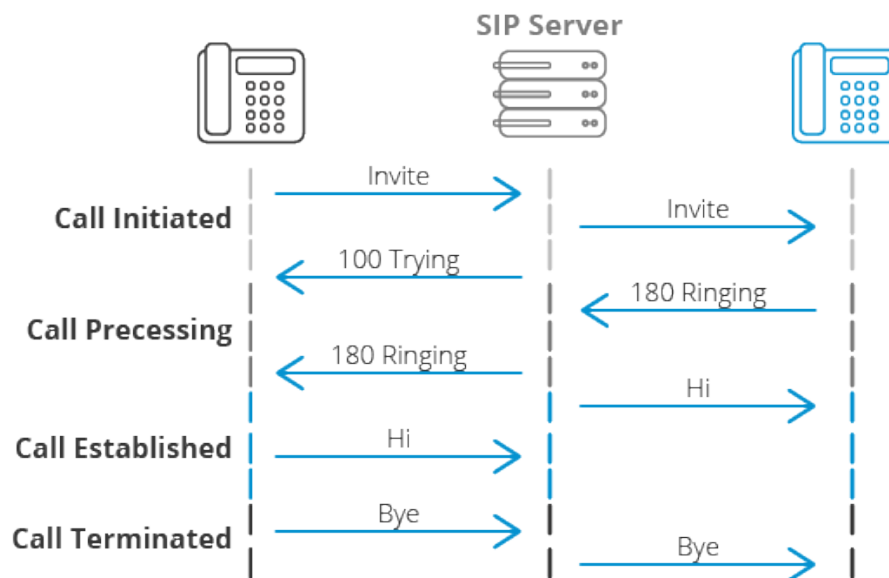 SIP Server
Invite
Call Initiated
Invite
100 Trying
180 Ringing
Call Precessing
180 Ringing
Hi
Call Established
Hi
Bye
Call Terminated
Bye